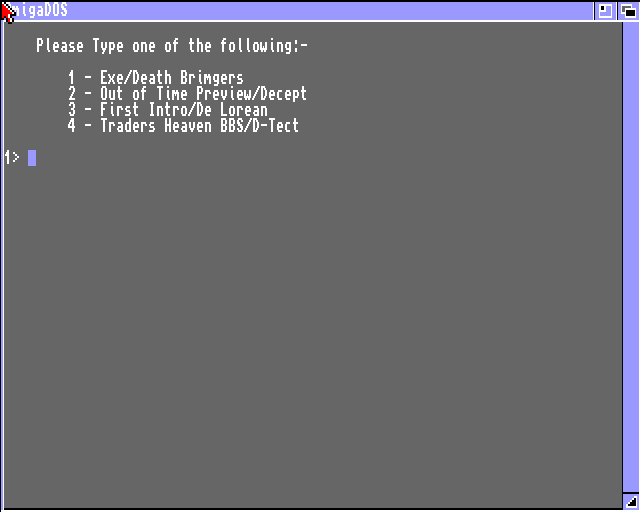 migaDOS
Please Type one of the following:-
1 - Exe/Death Brimgers
2 - Out of Time Preview/Decept
3 - First Intro/De Lorean
4 - Traders Heaven BBS/D-Tect
1>